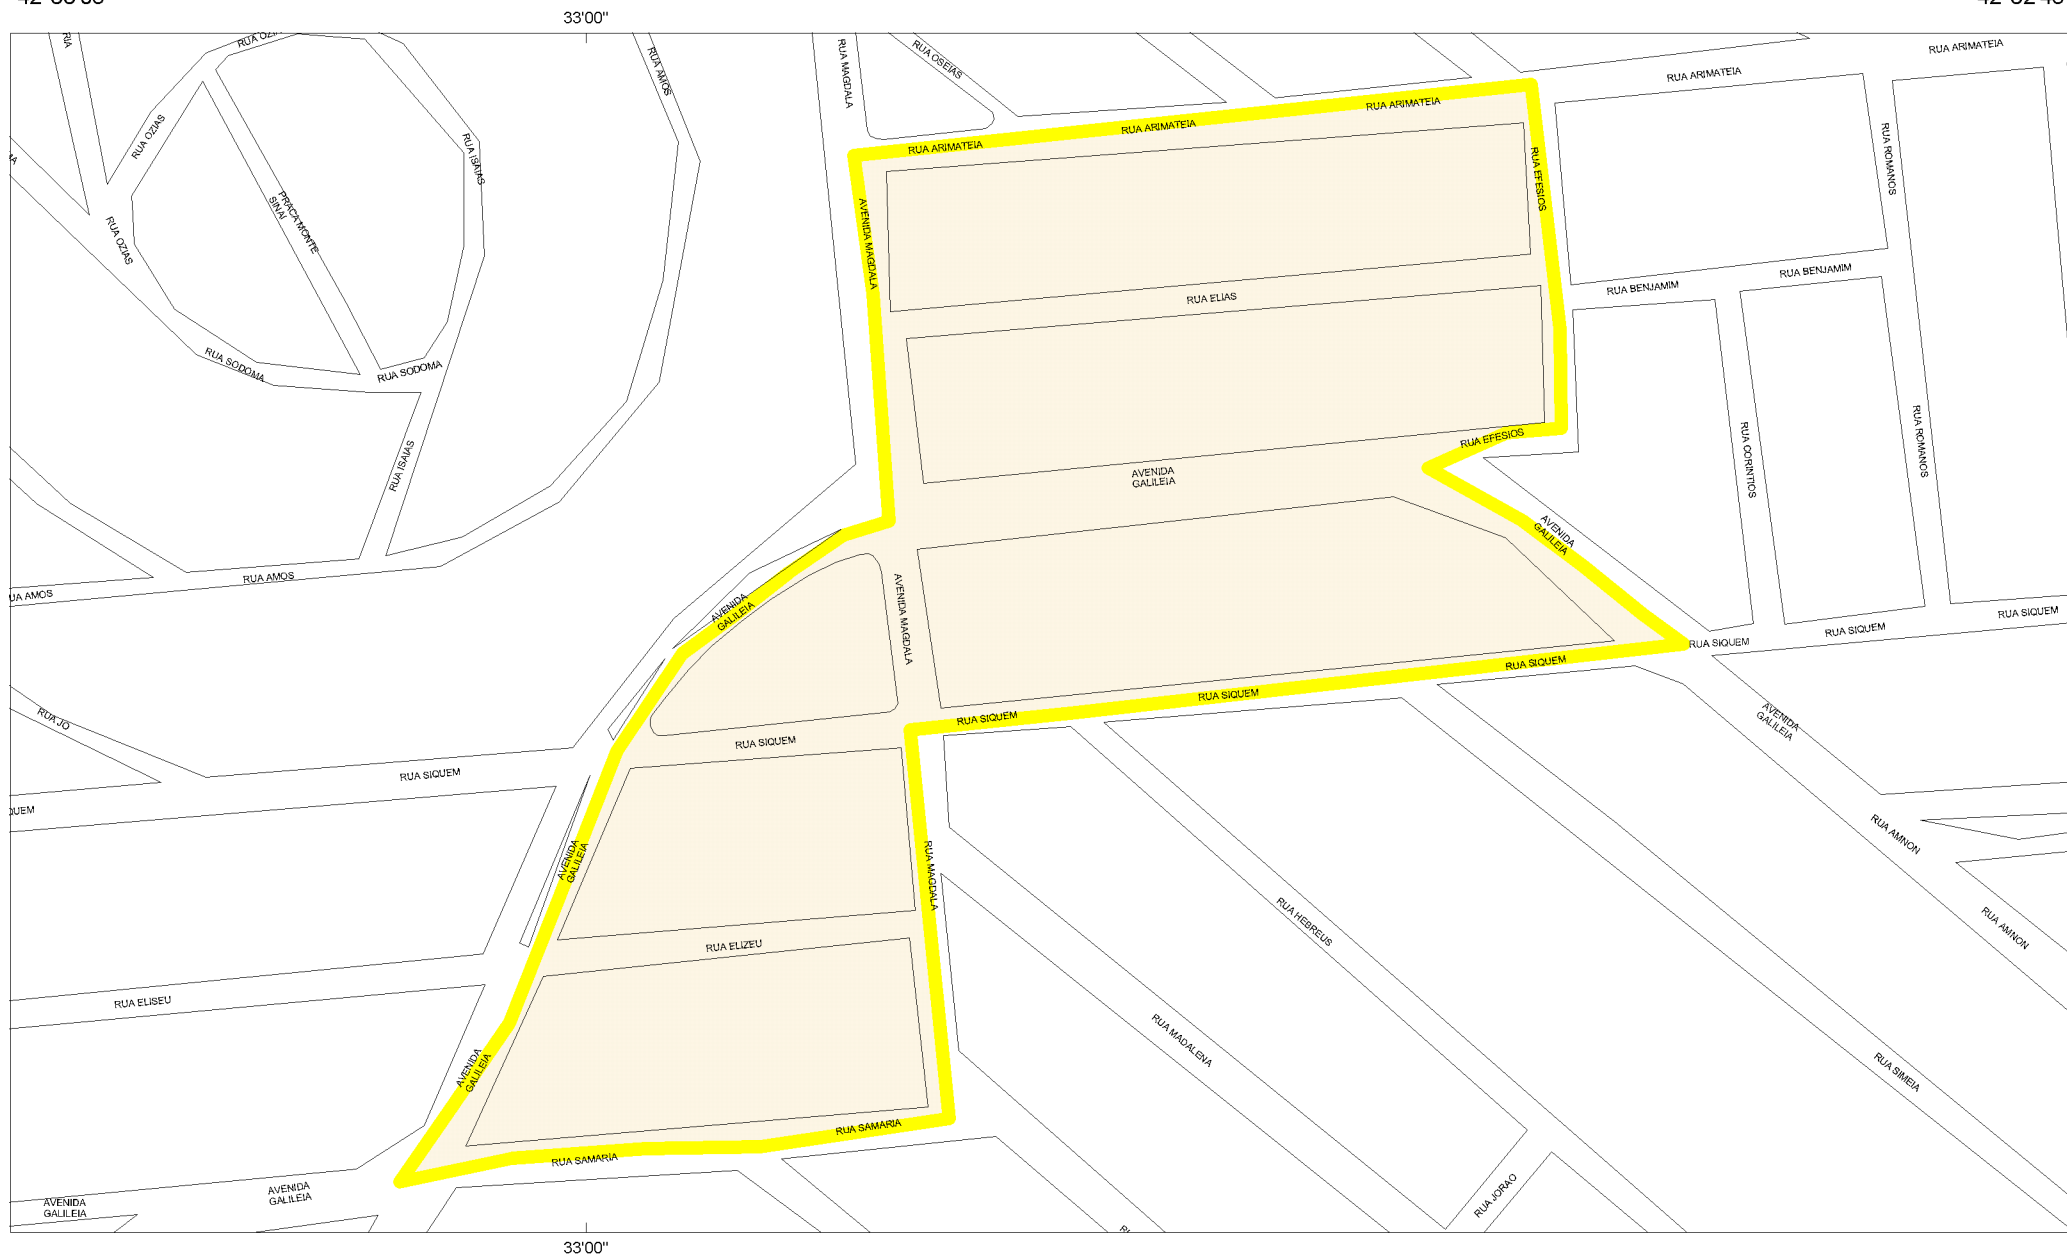 33'00"
RUA OZIAS
RUA ISAIAS
PRACA MONTE
SINAI
RUA OZIAS
RUA SODOMA
RUA SODOMA
RUA ISAIAS
RUA AMOS
RUA AMOS
RUA AMOS
RUA MAGDALA
RUA OSEIAS
RUA ARIMATEIA
RUA ARIMATEIA
RUA ARIMATEIA
RUA ARIMATEIA
RUA ARIMATEIA
AVENIDA MAGDALA
RUA EFESIOS
RUA ROMANOS
RUA ELIAS
RUA BENJAMIM
RUA BENJAMIM
RUA EFESIOS
AVENIDA
GALILEIA
RUA CORINTIOS
RUA ROMANOS
AVENIDA
GALILEIA
AVENIDA
GALILEIA
AVENIDA MAGDALA
RUA SIQUEM
RUA SIQUEM
RUA SIQUEM
RUA SIQUEM
RUA SIQUEM
RUA SIQUEM
RUA SIQUEM
RUA SIQUEM
RUA JO
QUEM
AVENIDA
GALILEIA
AVENIDA
GALILEIA
RUA MAGDALA
RUA AMNON
RUA AMNON
RUA HEBREUS
RUA ELIZEU
RUA ELISEU
RUA MADALENA
RUA SIMEIA
AVENIDA
GALILEIA
RUA SAMARIA
RUA SAMARIA
AVENIDA
GALILEIA
AVENIDA
GALILEIA
RUA JORAO
33'00"